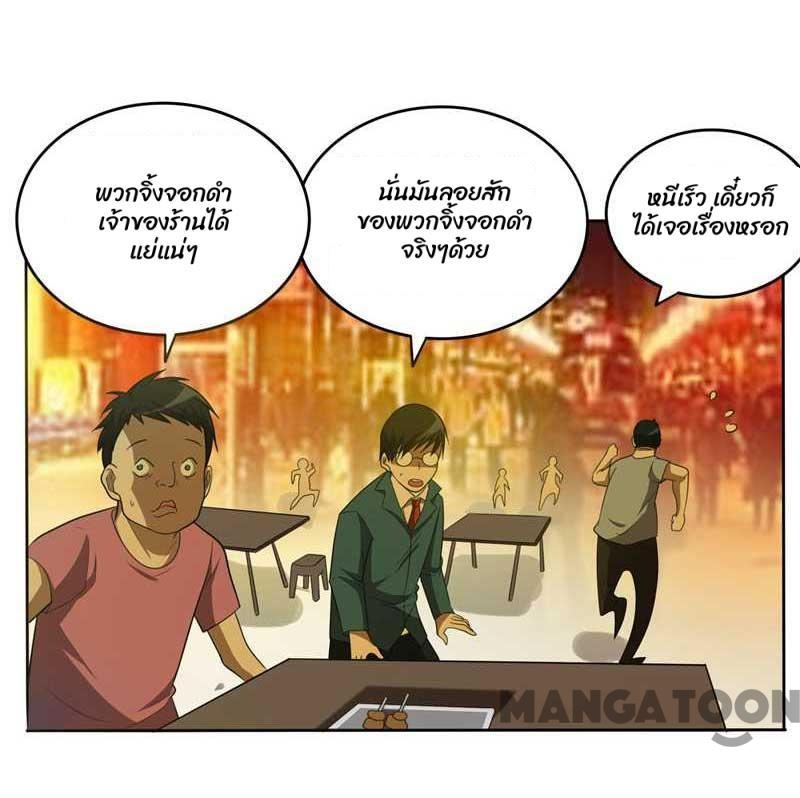 พวกจิ้งจอกดำ
เจ้าของร้านได้
แย่แน่ๆ
นั่นมันลอยสัก
ของพวกจิ้งจอกดำ
จริงๆด้วย
หนีเร็ว เดี๋ยวก็
ได้เจอเรื่องหรอก
MANGATOON